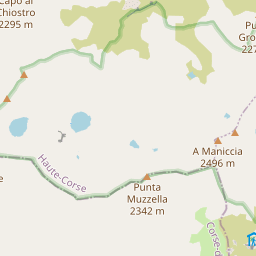 Capo al
Chiostro
2295 m
Pu
Gro
227
A Maniccia
2496 m
Haute-Corse
Punta
Muzzella
2342 m
e
Corse-d